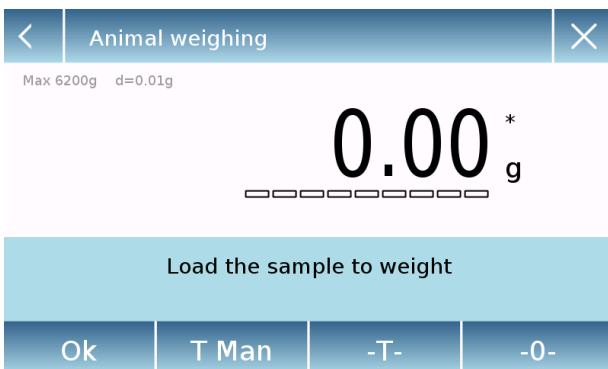 Animal weighing
Max 6200g d=0.01g
0.00 * g
Load the sample to weight
Ok T Man -T- -0-